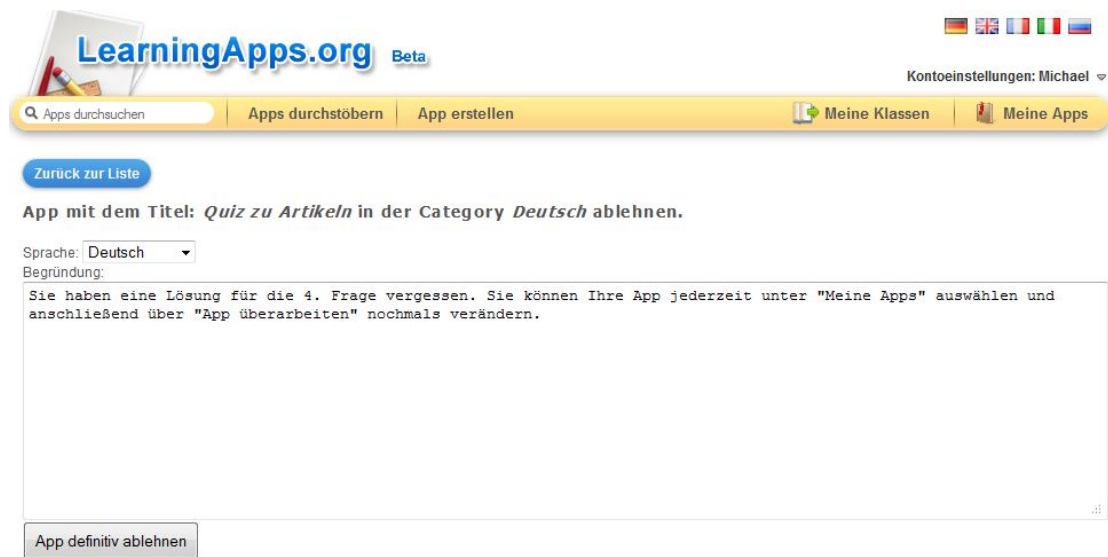 LearningApps.org Beta
Kontoeinstellungen: Michael
Apps durchsuchen Apps durchstöbern App erstellen Meine Klassen Meine Apps
Zurück zur Liste
App mit dem Titel: Quiz zu Artikeln in der Category Deutsch ablehnen.
Sprache: Deutsch
Begründung:
Sie haben eine Lösung für die 4. Frage vergessen. Sie können Ihre App jederzeit unter "Meine Apps" auswählen und
anschließend über "App überarbeiten" nochmals verändern.
App definitiv ablehnen